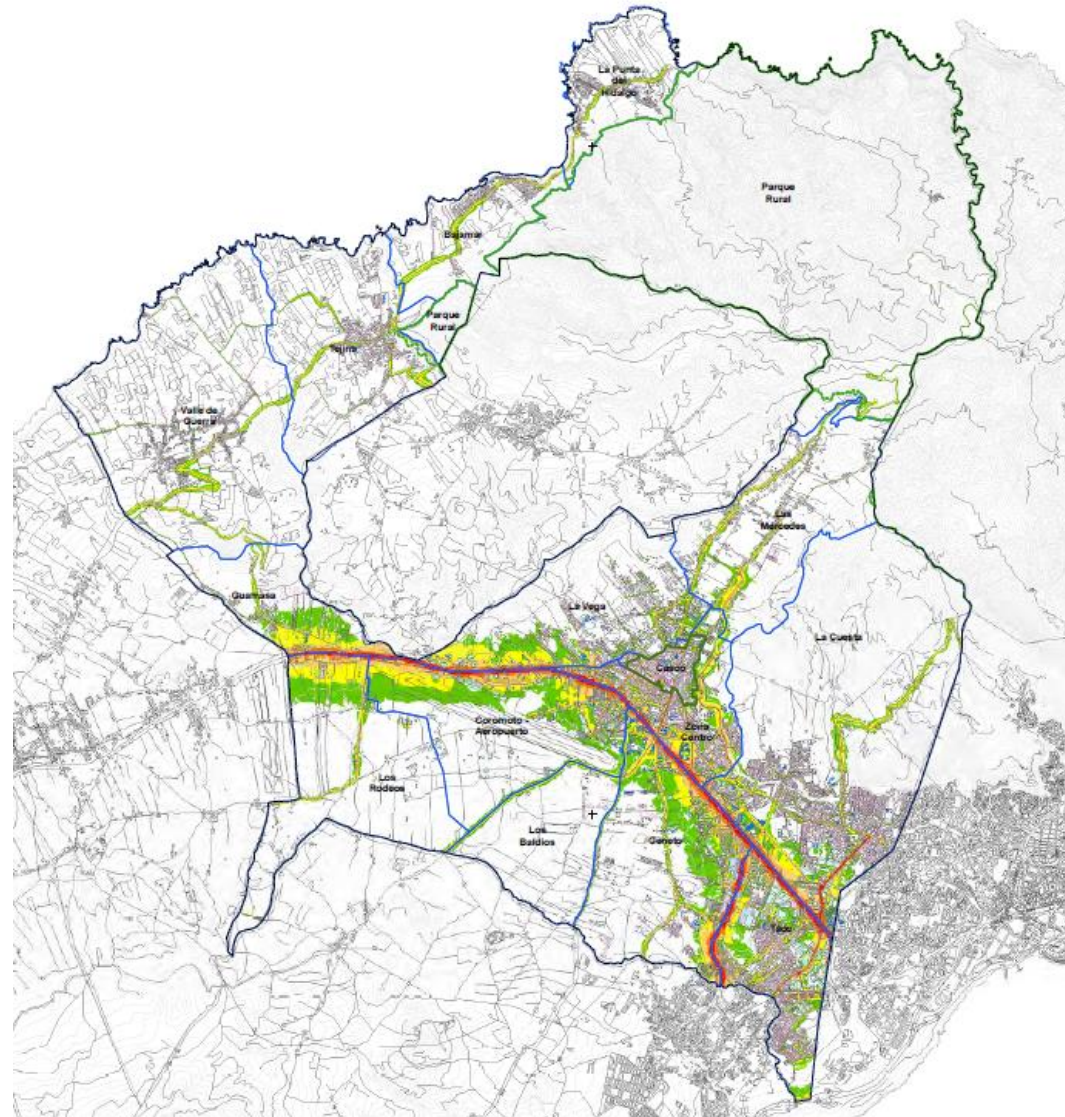 La Punta
del
Hidalgo
Parque
Rural
Bajamar
Parque
Rural
Tejina
Valle de
Guerra
Las
Mercedes
Guamasa
La Vega
La Cuesta
Casco
Coromoto -
Aeropuerto
Zona
Centro
Los
Rodeos
Los
Baldíos
Geneto
Taco